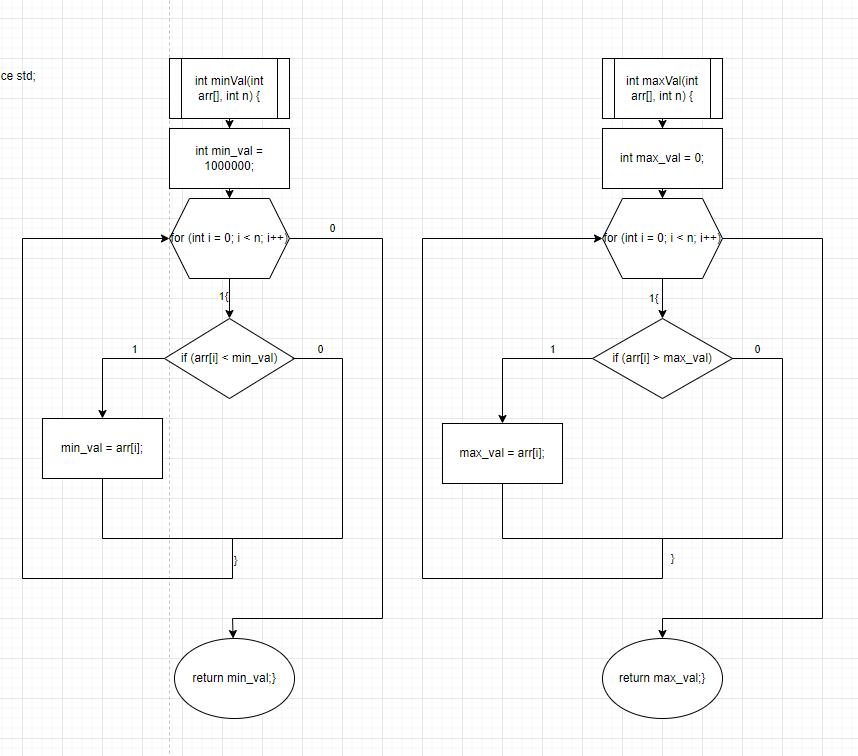 ce std;
int minVal(int
arr[], int n) {
int min_val =
1000000;
for (int i = 0; i < n; i++)
0
1{
if (arr[i] < min_val)
1
0
min_val = arr[i];
}
return min_val;}
int maxVal(int
arr[], int n) {
int max_val = 0;
for (int i = 0; i < n; i++)
1{
if (arr[i] > max_val)
1
0
max_val = arr[i];
}
return max_val;}